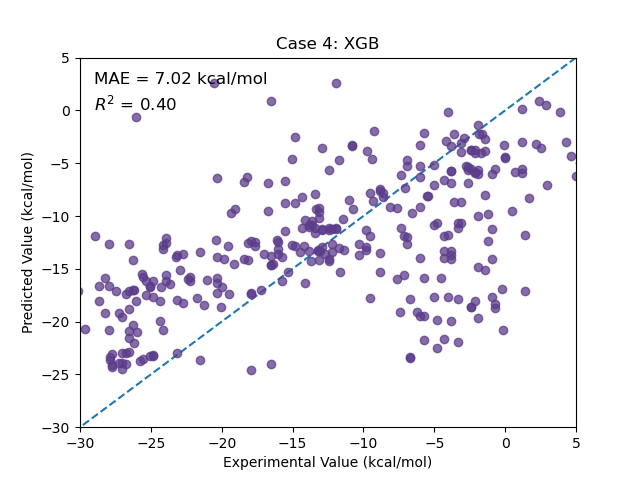 Case 4: XGB
MAE = 7.02 kcal/mol
R² = 0.40
5
0
−5
−10
−15
−20
−25
−30
Predicted Value (kcal/mol)
−30 −25 −20 −15 −10 −5 0 5
Experimental Value (kcal/mol)